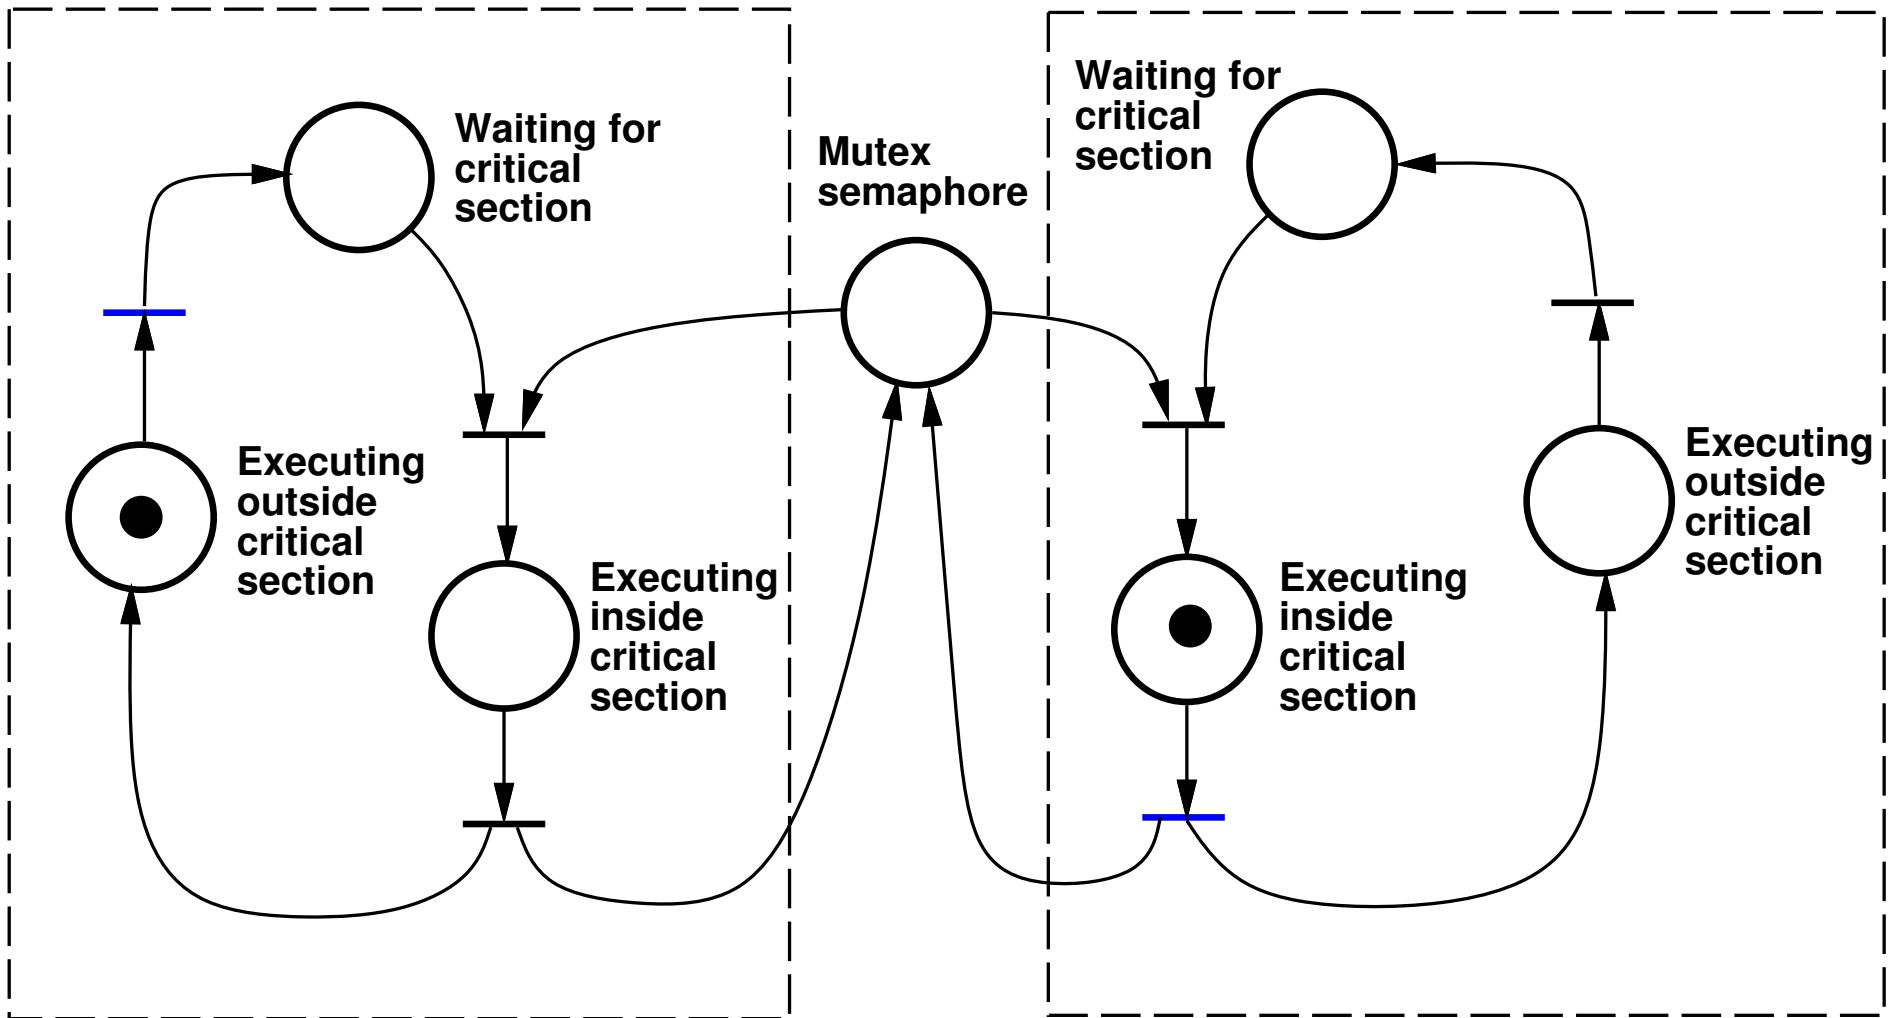 Waiting for
critical
section
Executing
outside
critical
section
Executing
inside
critical
section
Mutex
semaphore
Waiting for
critical
section
Executing
inside
critical
section
Executing
outside
critical
section